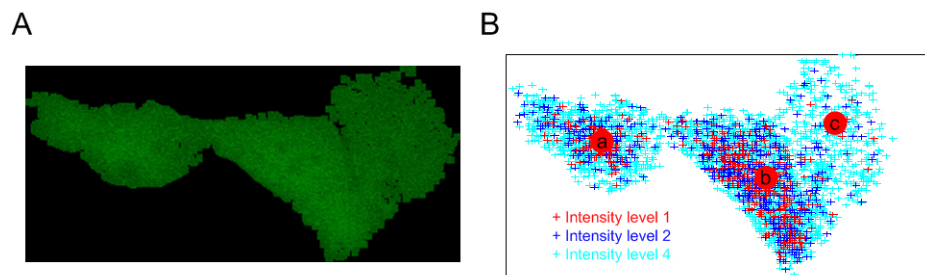 A
B
a
b
c
+ Intensity level 1
+ Intensity level 2
+ Intensity level 4